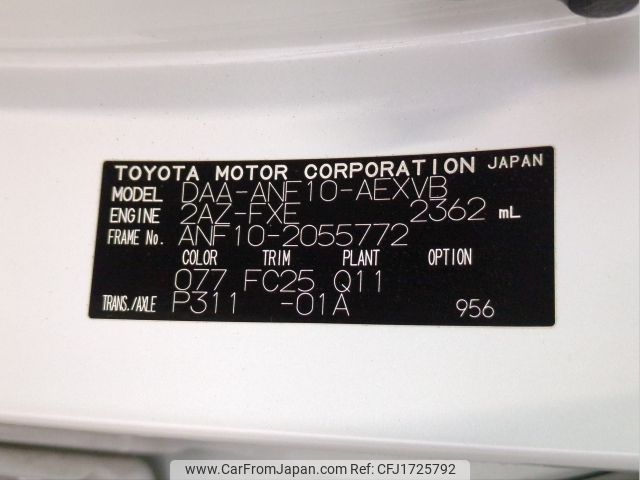 TOYOTA MOTOR CORPORATION JAPAN
MODEL DAA-ANF10-AEXVB
ENGINE 2AZ-FXE 2362 mL
FRAME No. ANF10-2055772
COLOR TRIM PLANT OPTION
077 FC25 Q11
TRANS./AXLE P311 -01A 956
www.CarFromJapan.com REF:CFJ1725792